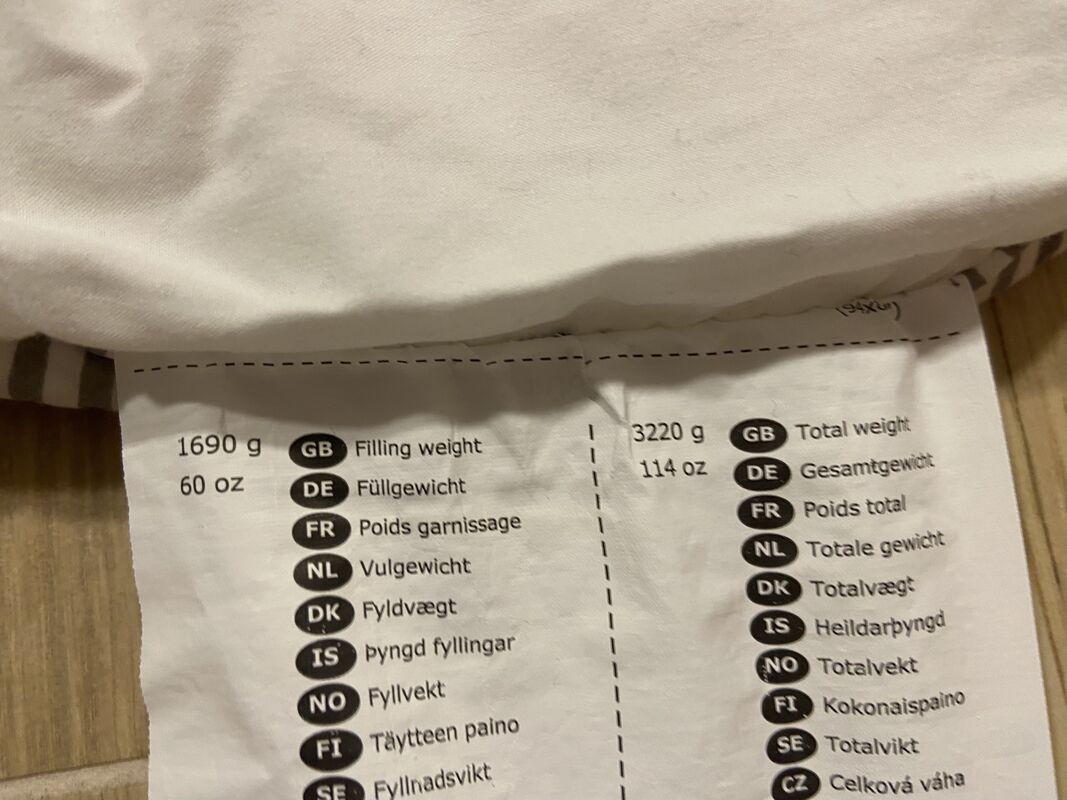 1690 g
60 oz
GB Filling weight
DE Füllgewicht
FR Poids garnissage
NL Vulgewicht
DK Fyldvægt
IS Þyngd fyllingar
NO Fyllvekt
FI Täytteen paino
SE Fyllnadsvikt
3220 g
114 oz
GB Total weight
DE Gesamtgewicht
FR Poids total
NL Totale gewicht
DK Totalvægt
IS Heildarþyngd
NO Totalvekt
FI Kokonaispaino
SE Totalvikt
CZ Celková váha